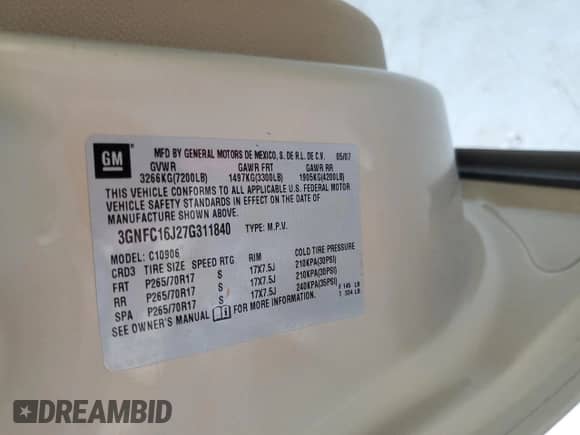 GM
MFD BY GENERAL MOTORS DE MEXICO, S. DE R.L. DE C.V. 05/07
GVWR GAWR FRT GAWR RR
3266KG(7200LB) 1497KG(3300LB) 1905KG(4200LB)
THIS VEHICLE CONFORMS TO ALL APPLICABLE U.S. FEDERAL MOTOR
VEHICLE SAFETY STANDARDS IN EFFECT ON THE DATE OF
MANUFACTURE SHOWN ABOVE.
3GNFC16J27G311840 TYPE: M.P.V.
MODEL: C10906
CRD3 TIRE SIZE SPEED RTG RIM COLD TIRE PRESSURE
FRT P265/70R17 S 17X7.5J 210KPA(30PSI)
RR P265/70R17 S 17X7.5J 210KPA(30PSI)
SPA P265/70R17 S 17X7.5J 240KPA(35PSI)
SEE OWNER'S MANUAL FOR MORE INFORMATION.
F 145 LB
T 304 LB
DREAMBID